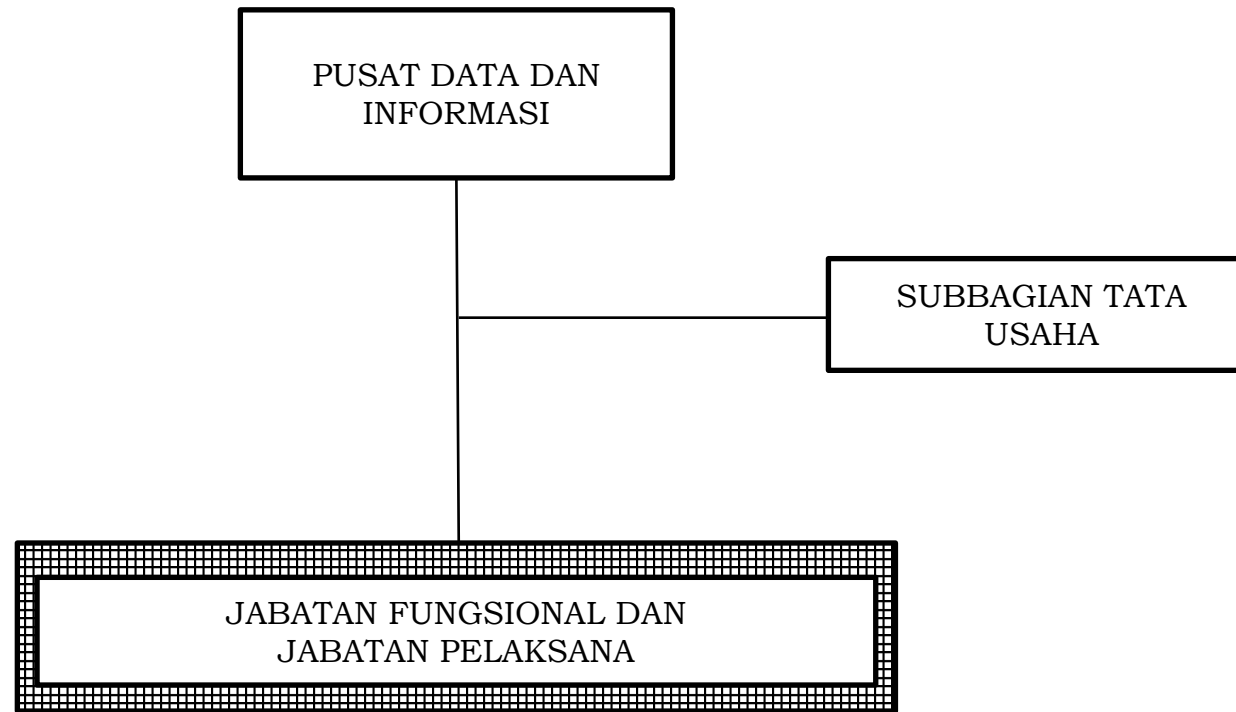 PUSAT DATA DAN
INFORMASI
SUBBAGIAN TATA
USAHA
JABATAN FUNGSIONAL DAN
JABATAN PELAKSANA